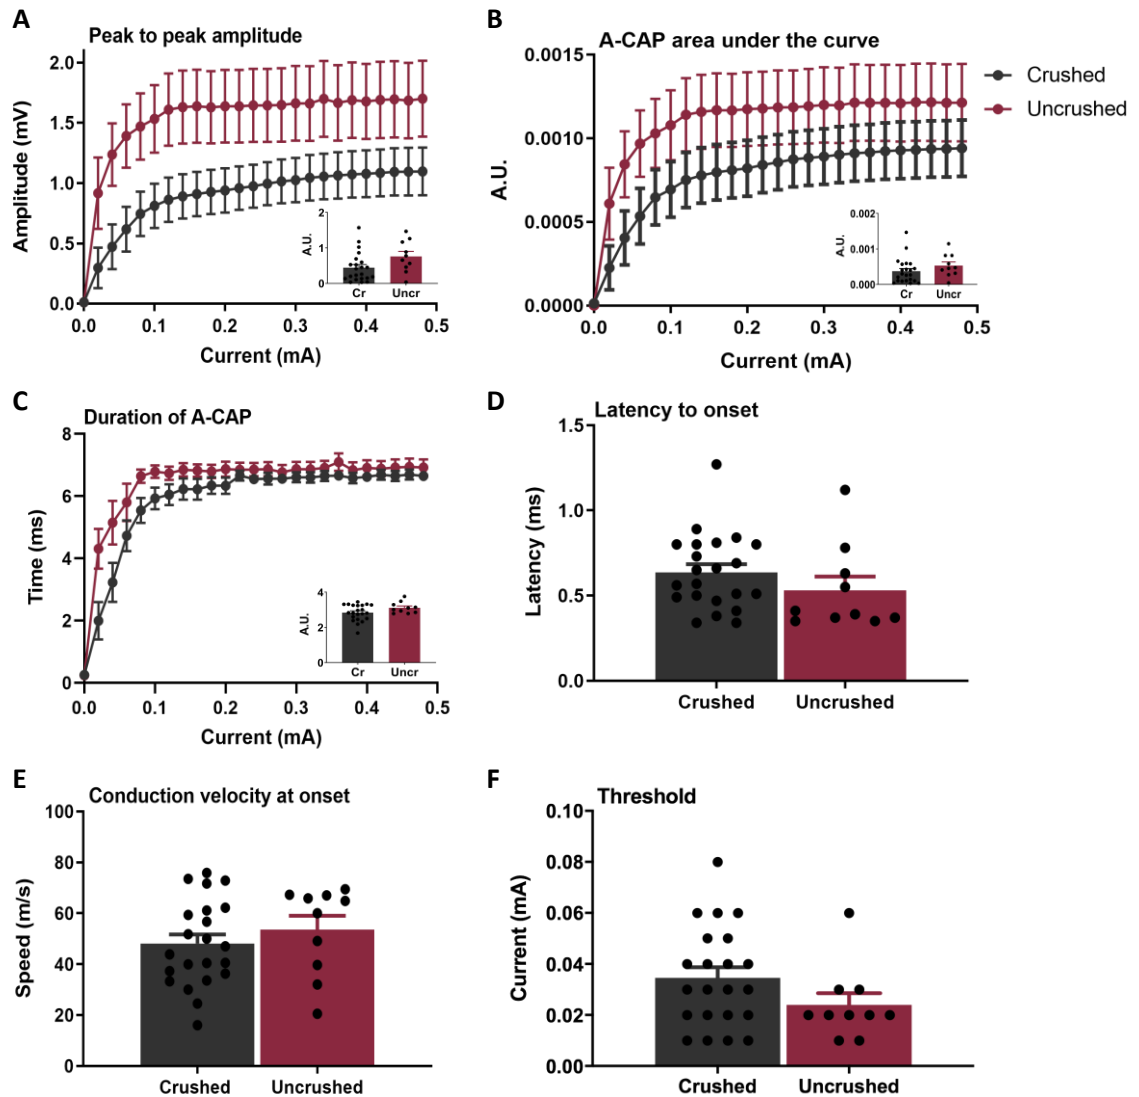 A
Peak to peak amplitude
Amplitude (mV)
2.0
1.5
1.0
0.5
0.0
0.0 0.1 0.2 0.3 0.4 0.5
Current (mA)
A.U.
2
1
0
Cr Uncr
B
A-CAP area under the curve
A.U.
0.0015
0.0010
0.0005
0.0000
0.0 0.1 0.2 0.3 0.4 0.5
Current (mA)
A.U.
0.002
0.001
0.000
Cr Uncr
Crushed
Uncrushed
C
Duration of A-CAP
Time (ms)
8
6
4
2
0
0.0 0.1 0.2 0.3 0.4 0.5
Current (mA)
A.U.
4
2
0
Cr Uncr
D
Latency to onset
Latency (ms)
1.5
1.0
0.5
0.0
Crushed Uncrushed
E
Conduction velocity at onset
Speed (m/s)
100
80
60
40
20
0
Crushed Uncrushed
F
Threshold
Current (mA)
0.10
0.08
0.06
0.04
0.02
0.00
Crushed Uncrushed